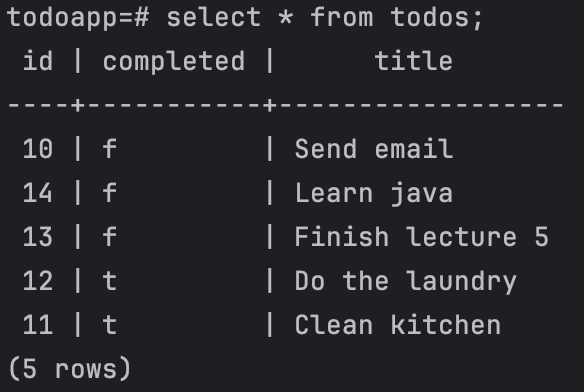 todoapp=# select * from todos;
 id | completed |      title
----+-----------+------------------
 10 | f         | Send email
 14 | f         | Learn java
 13 | f         | Finish lecture 5
 12 | t         | Do the laundry
 11 | t         | Clean kitchen
(5 rows)